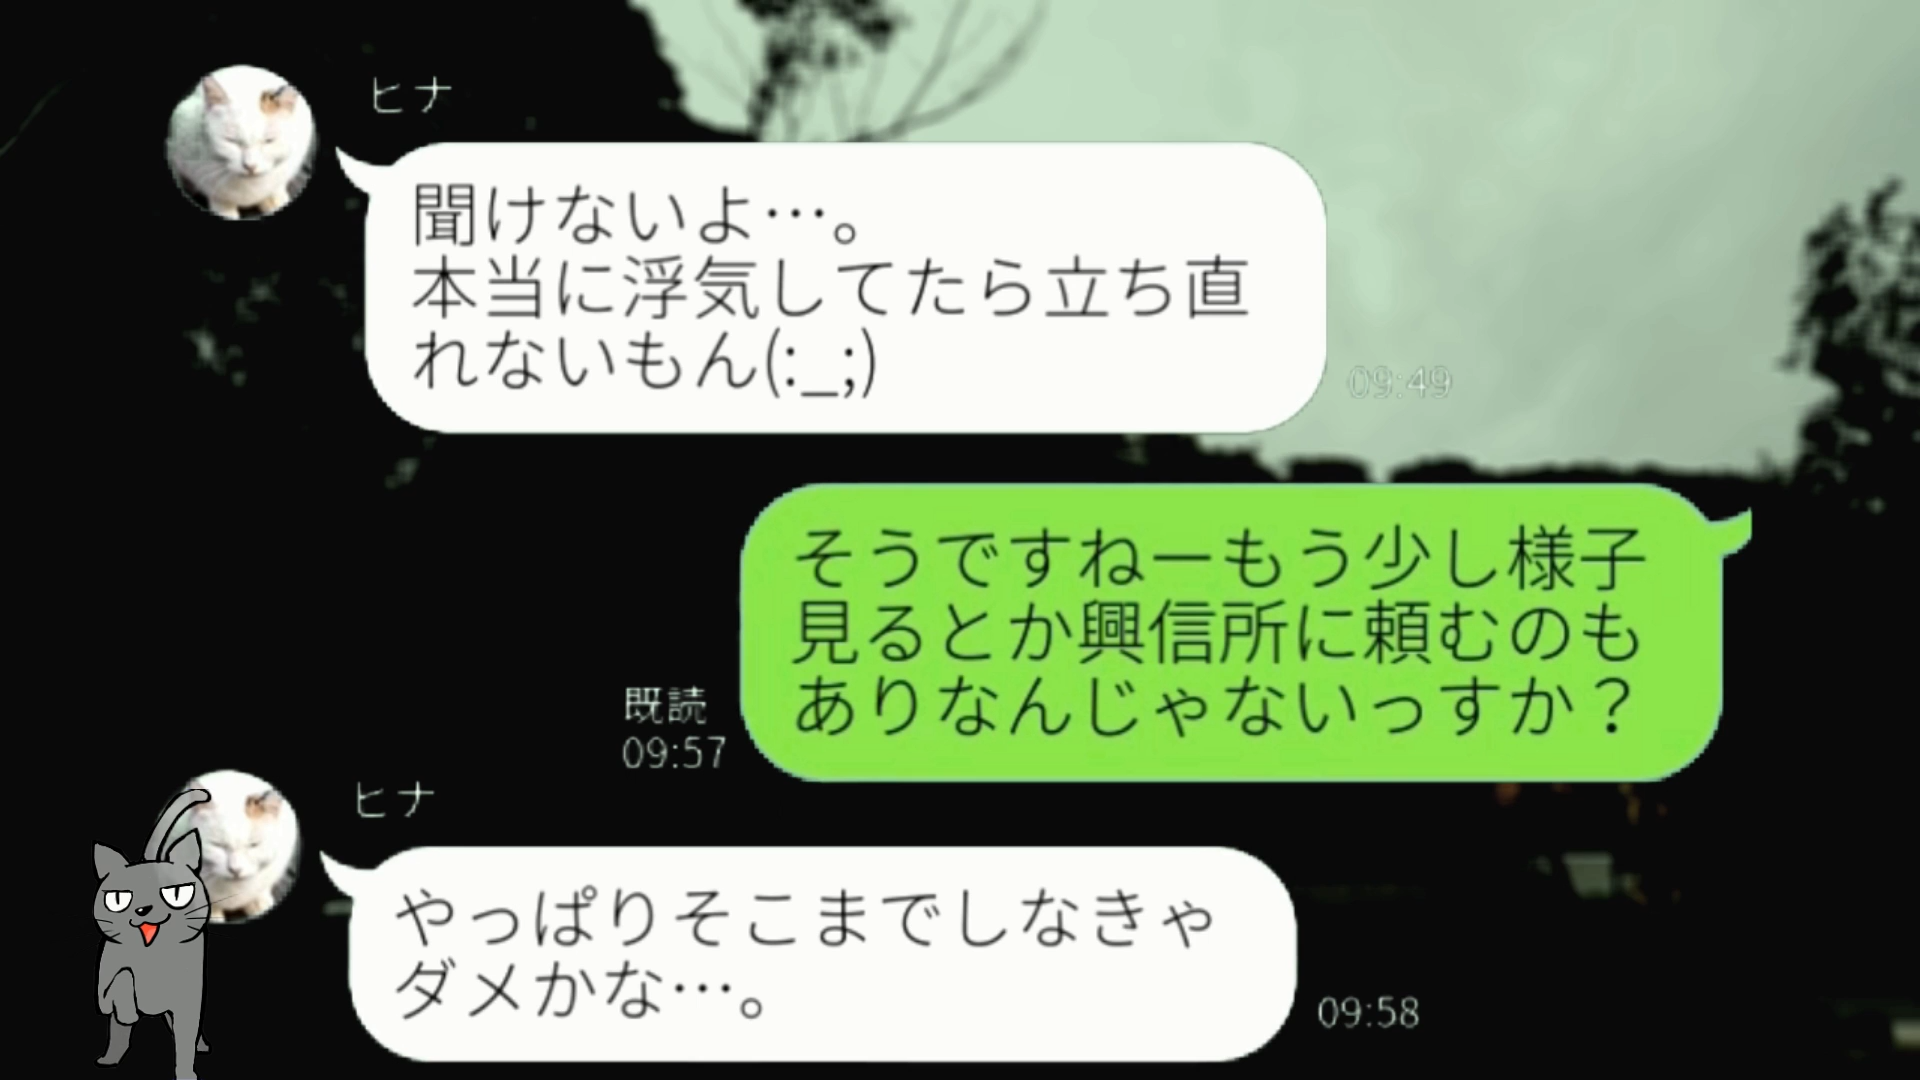 ヒナ
聞けないよ…。
本当に浮気してたら立ち直
れないもん(:_;)
09:49
そうですねーもう少し様子
見るとか興信所に頼むのも
ありなんじゃないっすか？
既読
09:57
ヒナ
やっぱりそこまでしなきゃ
ダメかな…。
09:58